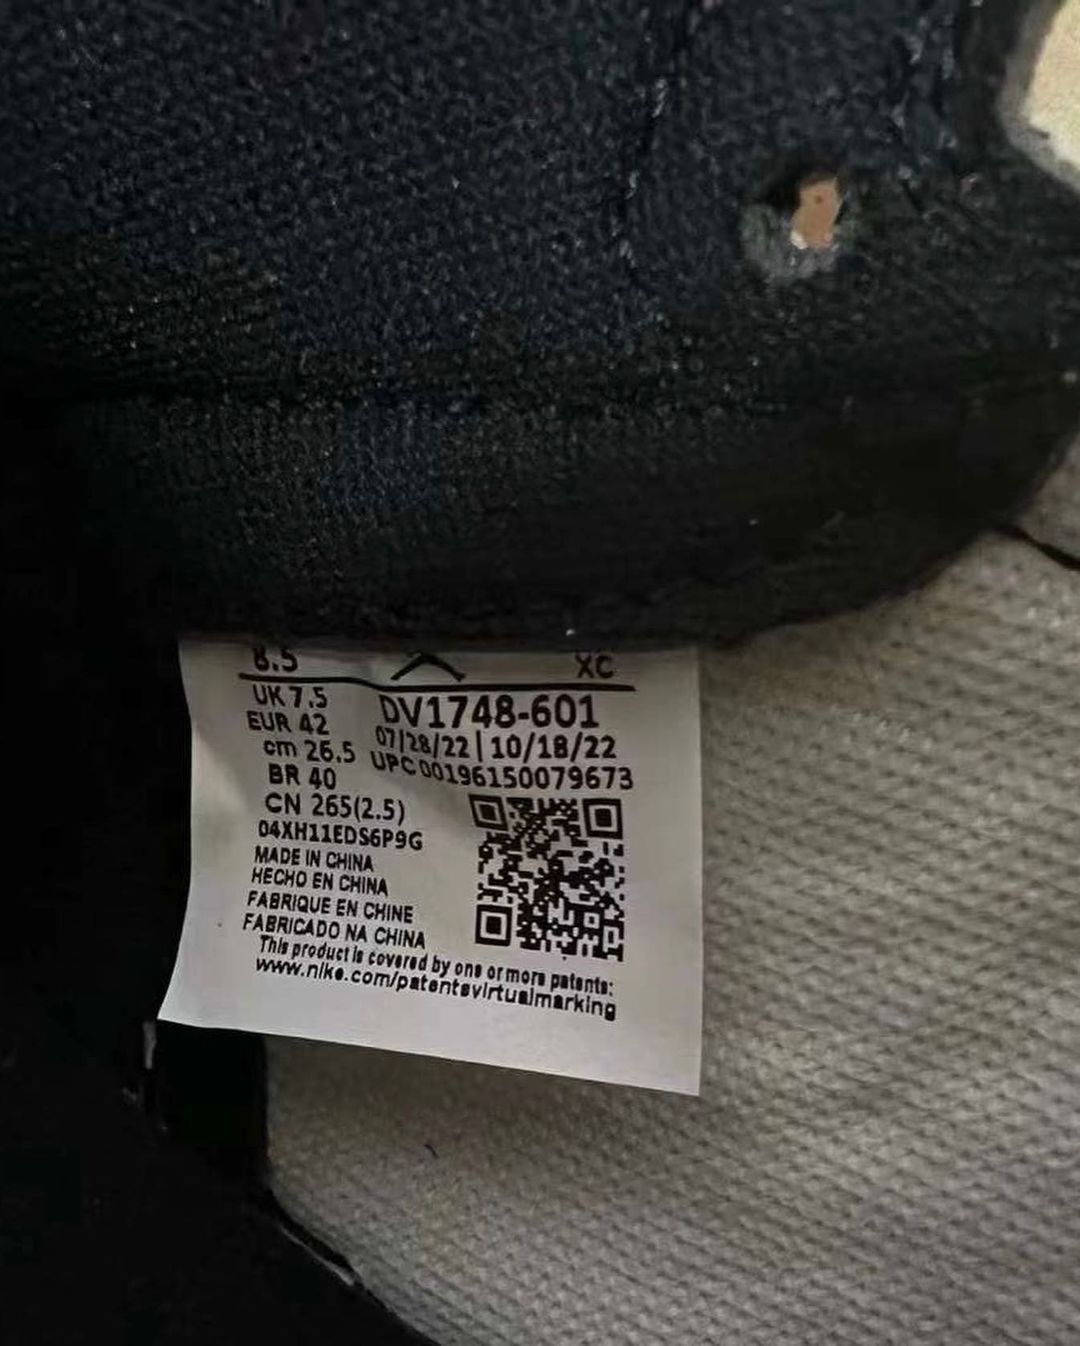 8.5 XC
UK 7.5
EUR 42
cm 26.5
BR 40
CN 265(2.5)
DV1748-601
07/28/22 | 10/18/22
UPC 00196150079673
04XH11EDS6P9G
MADE IN CHINA
HECHO EN CHINA
FABRIQUE EN CHINE
FABRICADO NA CHINA
This product is covered by one or more patents:
www.nike.com/patentsvirtualmarking